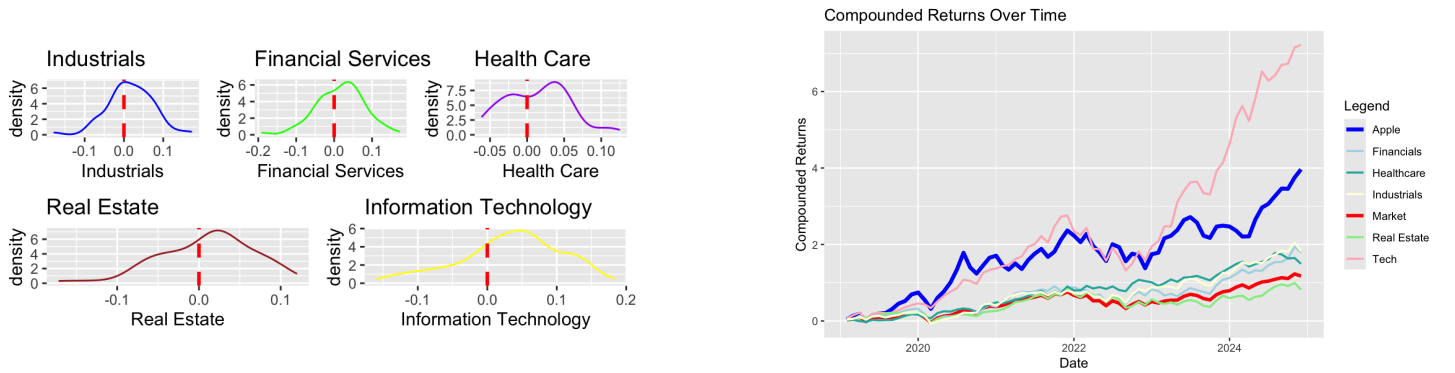 Industrials
density
6
4
2
0
-0.1 0.0 0.1
Industrials
Financial Services
density
6
4
2
0
-0.2 -0.1 0.0 0.1
Financial Services
Health Care
density
7.5
5.0
2.5
0.0
-0.05 0.00 0.05 0.10
Health Care
Real Estate
density
6
4
2
0
-0.1 0.0 0.1
Real Estate
Information Technology
density
6
4
2
0
-0.1 0.0 0.1 0.2
Information Technology
Compounded Returns Over Time
Compounded Returns
6
4
2
0
2020 2022 2024
Date
Legend
Apple
Financials
Healthcare
Industrials
Market
Real Estate
Tech